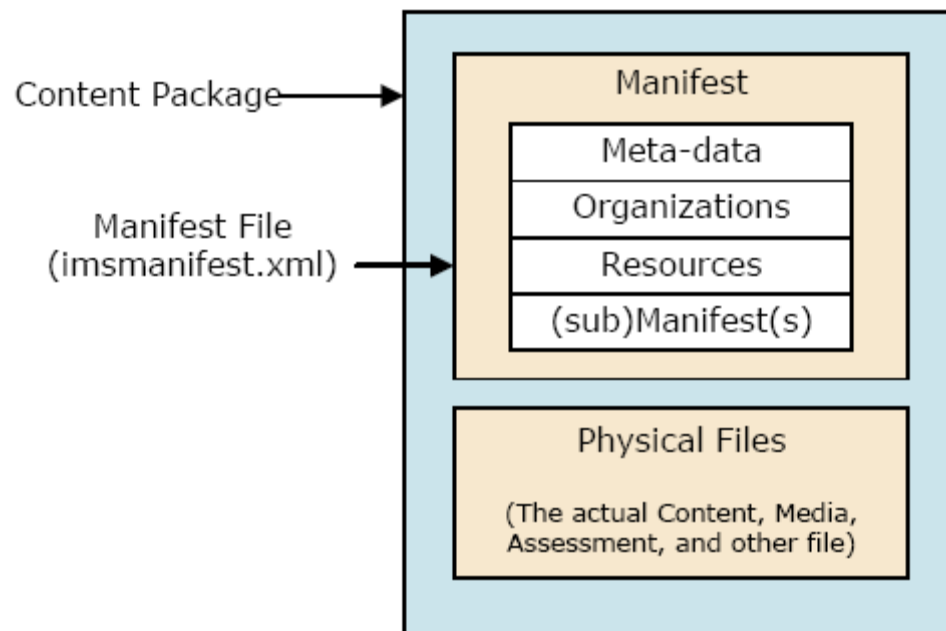 Content Package
Manifest File
(imsmanifest.xml)
Manifest
Meta-data
Organizations
Resources
(sub)Manifest(s)
Physical Files
(The actual Content, Media,
Assessment, and other file)